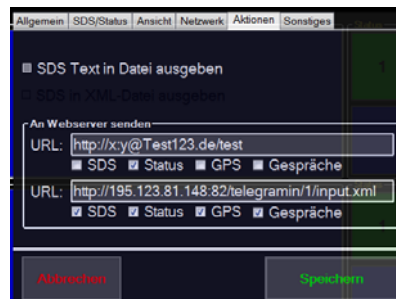 Allgemein SDS/Status Ansicht Netzwerk Aktionen Sonstiges
SDS Text in Datei ausgeben
SDS in XML-Datei ausgeben
An Webserver senden
URL: http://x:y@Test123.de/test
SDS Status GPS Gespräche
URL: http://195.123.81.148:82/telegramin/1/input.xml
SDS Status GPS Gespräche
Abbrechen Speichern